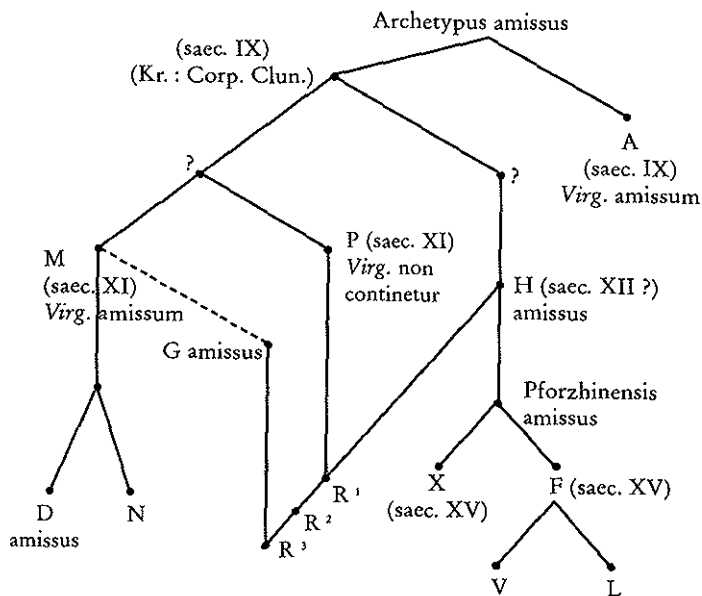 Archetypus amissus
(saec. IX)
(Kr. : Corp. Clun.)
A
(saec. IX)
Virg. amissum
?
?
M
(saec. XI)
Virg. amissum
P (saec. XI)
Virg. non
continetur
H (saec. XII ?)
amissus
G amissus
Pforzhinensis
amissus
D
amissus
N
R ¹
R ²
R ³
X
(saec. XV)
F (saec. XV)
V
L